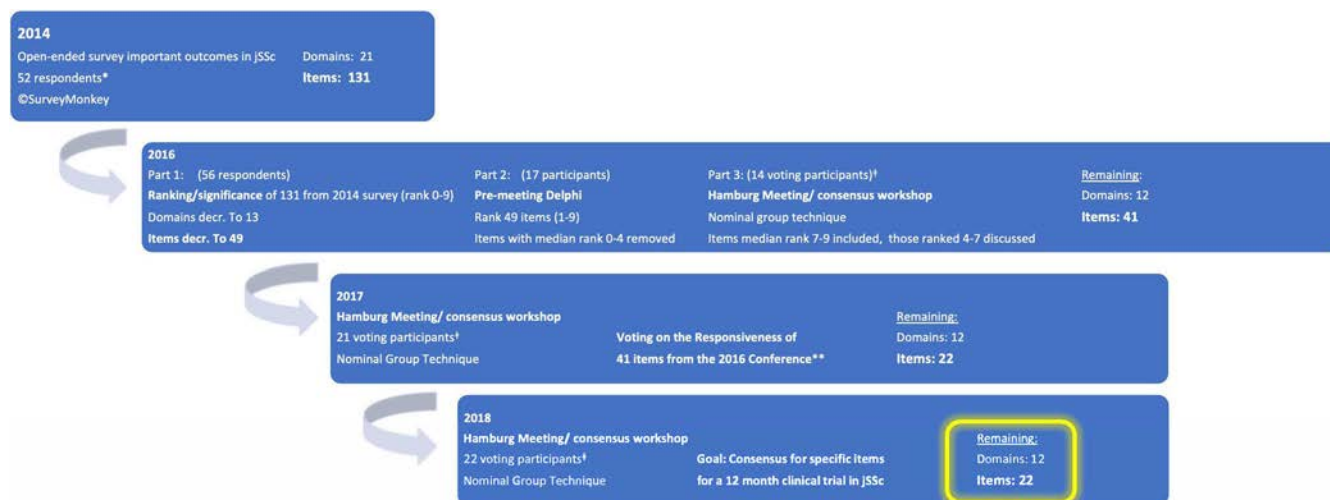 2014
Open-ended survey important outcomes in jSSc
52 respondents*
©SurveyMonkey
Domains: 21
Items: 131
2016
Part 1: (56 respondents)
Ranking/significance of 131 from 2014 survey (rank 0-9)
Domains decr. To 13
Items decr. To 49
Part 2: (17 participants)
Pre-meeting Delphi
Rank 49 items (1-9)
Items with median rank 0-4 removed
Part 3: (14 voting participants)ǂ
Hamburg Meeting/ consensus workshop
Nominal group technique
Items median rank 7-9 included, those ranked 4-7 discussed
Remaining:
Domains: 12
Items: 41
2017
Hamburg Meeting/ consensus workshop
21 voting participantsǂ
Nominal Group Technique
Voting on the Responsiveness of
41 items from the 2016 Conference**
Remaining:
Domains: 12
Items: 22
2018
Hamburg Meeting/ consensus workshop
22 voting participantsǂ
Nominal Group Technique
Goal: Consensus for specific items
for a 12 month clinical trial in jSSc
Remaining:
Domains: 12
Items: 22